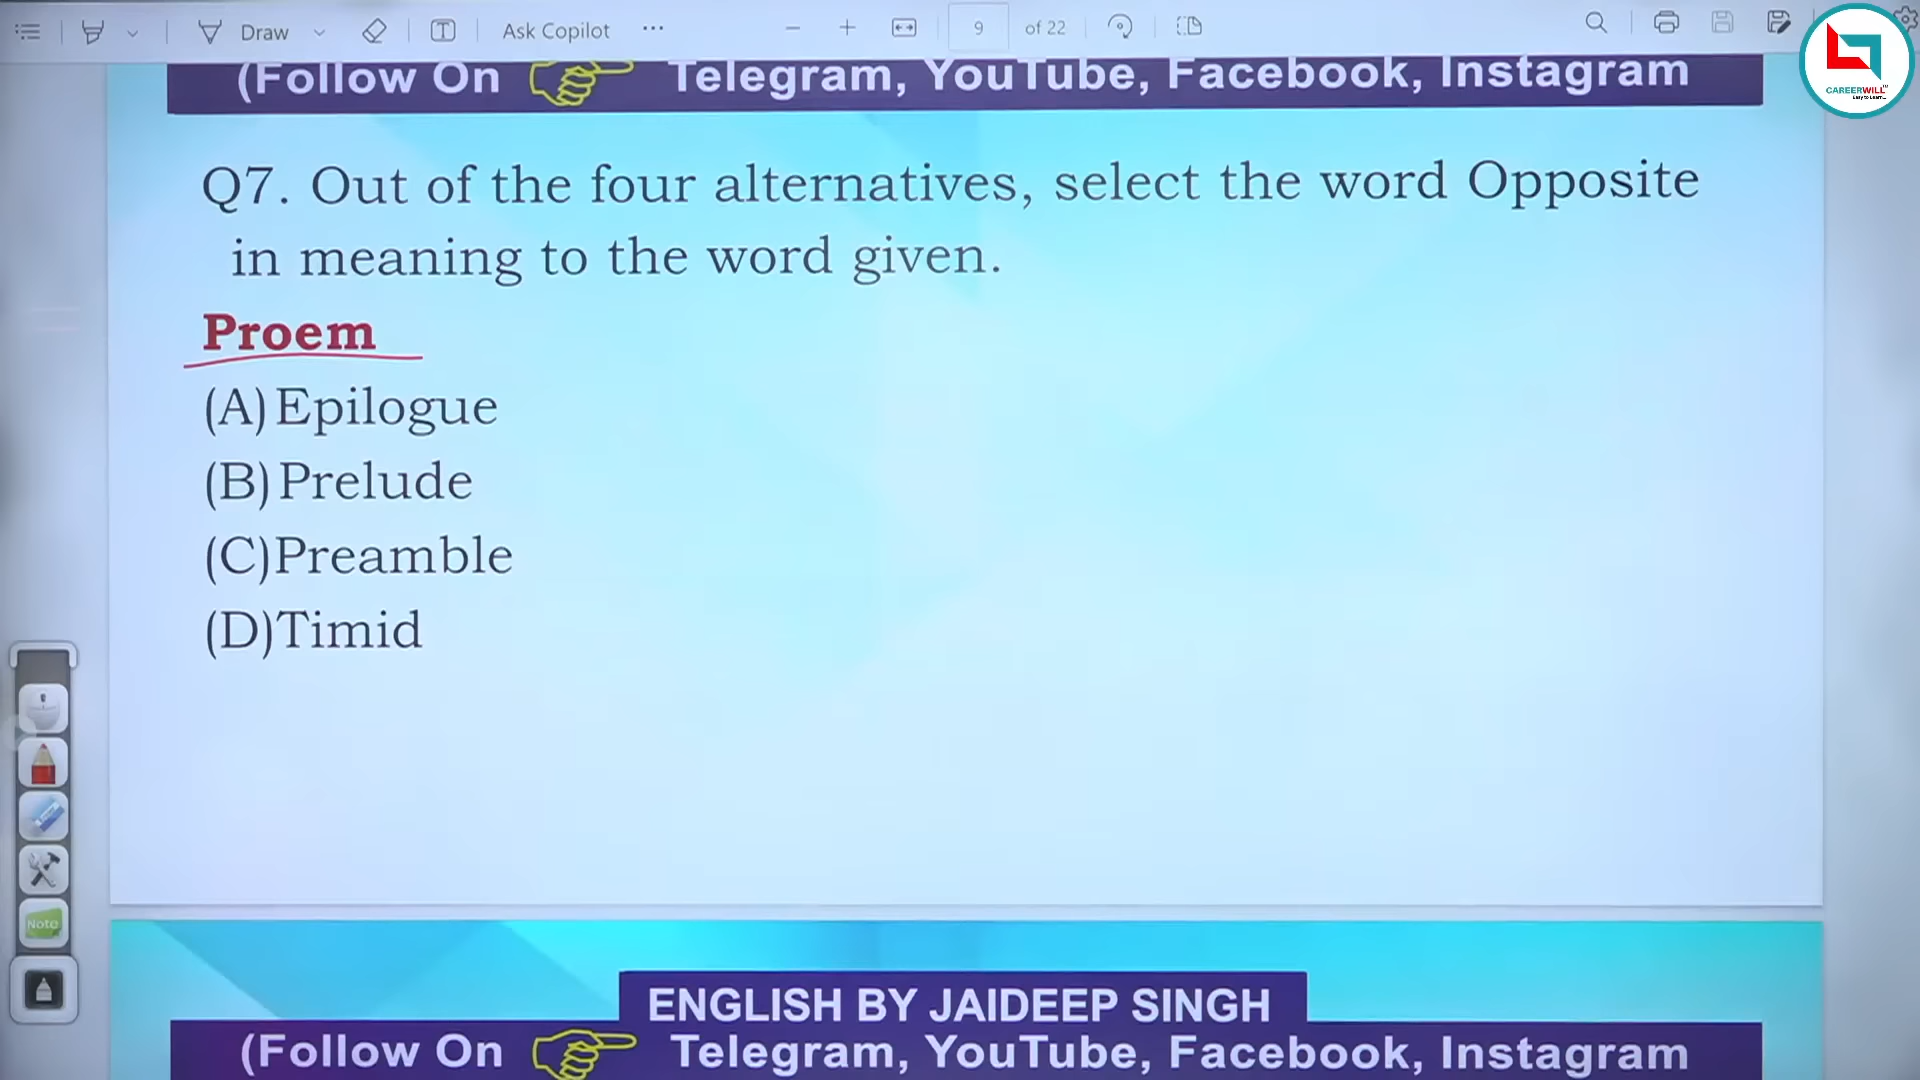 Draw
Ask Copilot
9 of 22
CAREERWILL
(Follow On Telegram, YouTube, Facebook, Instagram
Q7. Out of the four alternatives, select the word Opposite
in meaning to the word given.
Proem
(A) Epilogue
(B) Prelude
(C) Preamble
(D) Timid
Note
ENGLISH BY JAIDEEP SINGH
(Follow On Telegram, YouTube, Facebook, Instagram